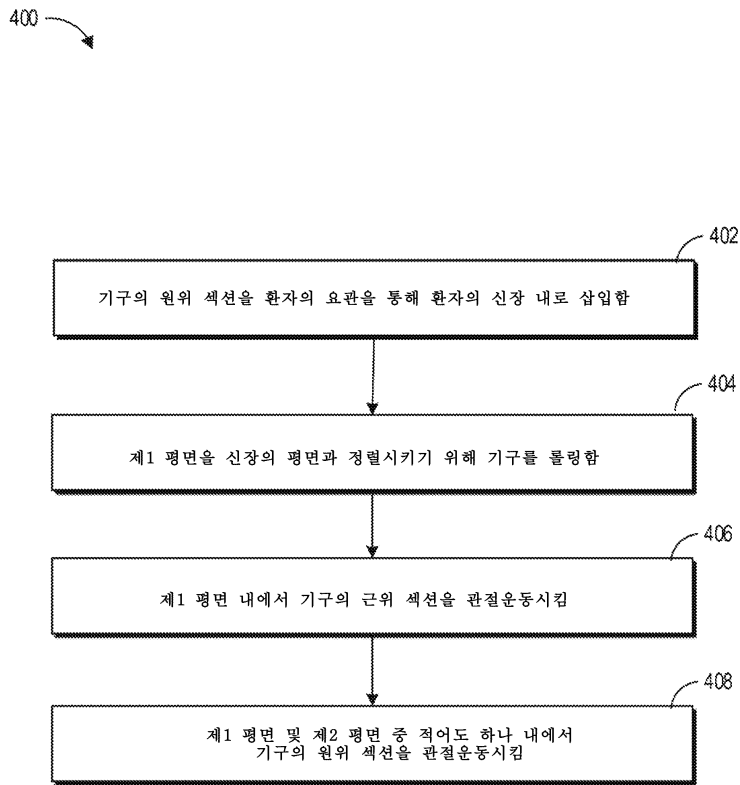 400
402
기구의 원위 섹션을 환자의 요관을 통해 환자의 신장 내로 삽입함
404
제1 평면을 신장의 평면과 정렬시키기 위해 기구를 롤링함
406
제1 평면 내에서 기구의 근위 섹션을 관절운동시킴
408
제1 평면 및 제2 평면 중 적어도 하나 내에서
기구의 원위 섹션을 관절운동시킴